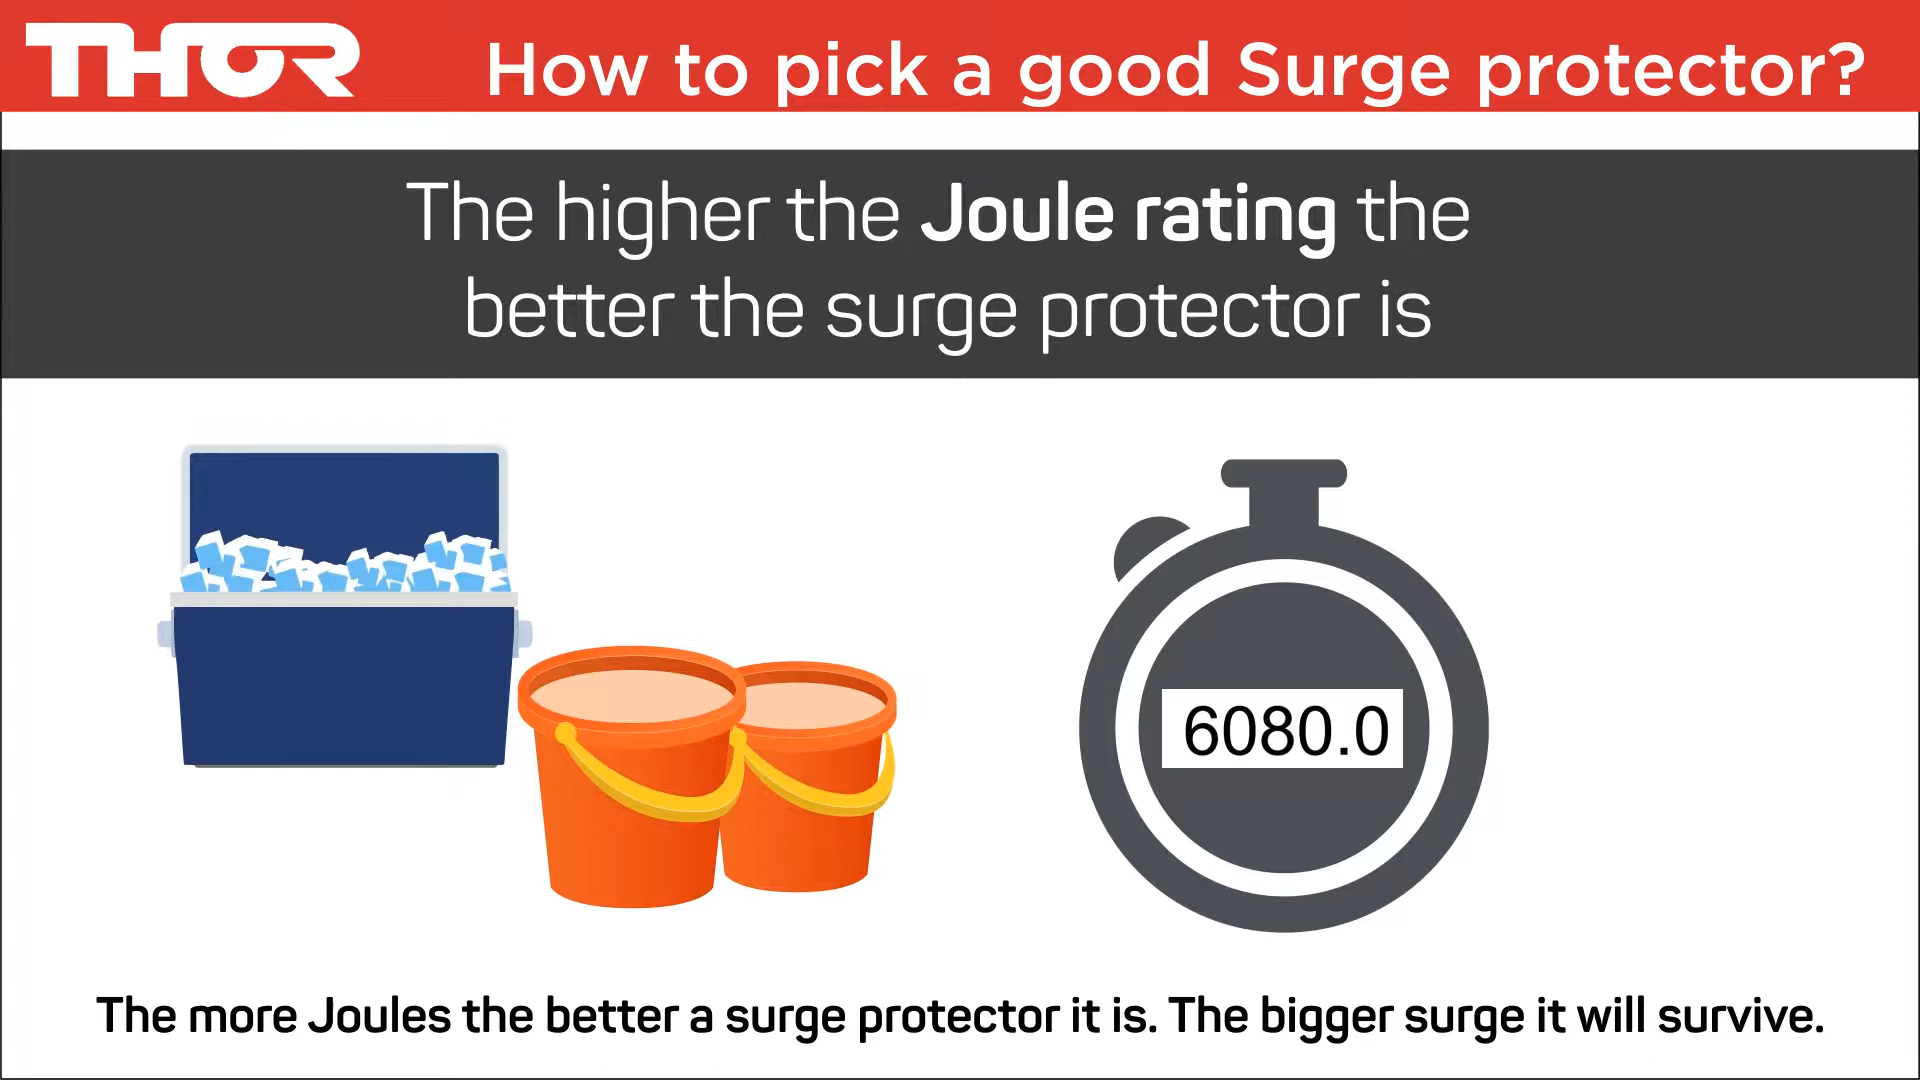 THOR
How to pick a good Surge protector?
The higher the Joule rating the
better the surge protector is
6080.0
The more Joules the better a surge protector it is. The bigger surge it will survive.